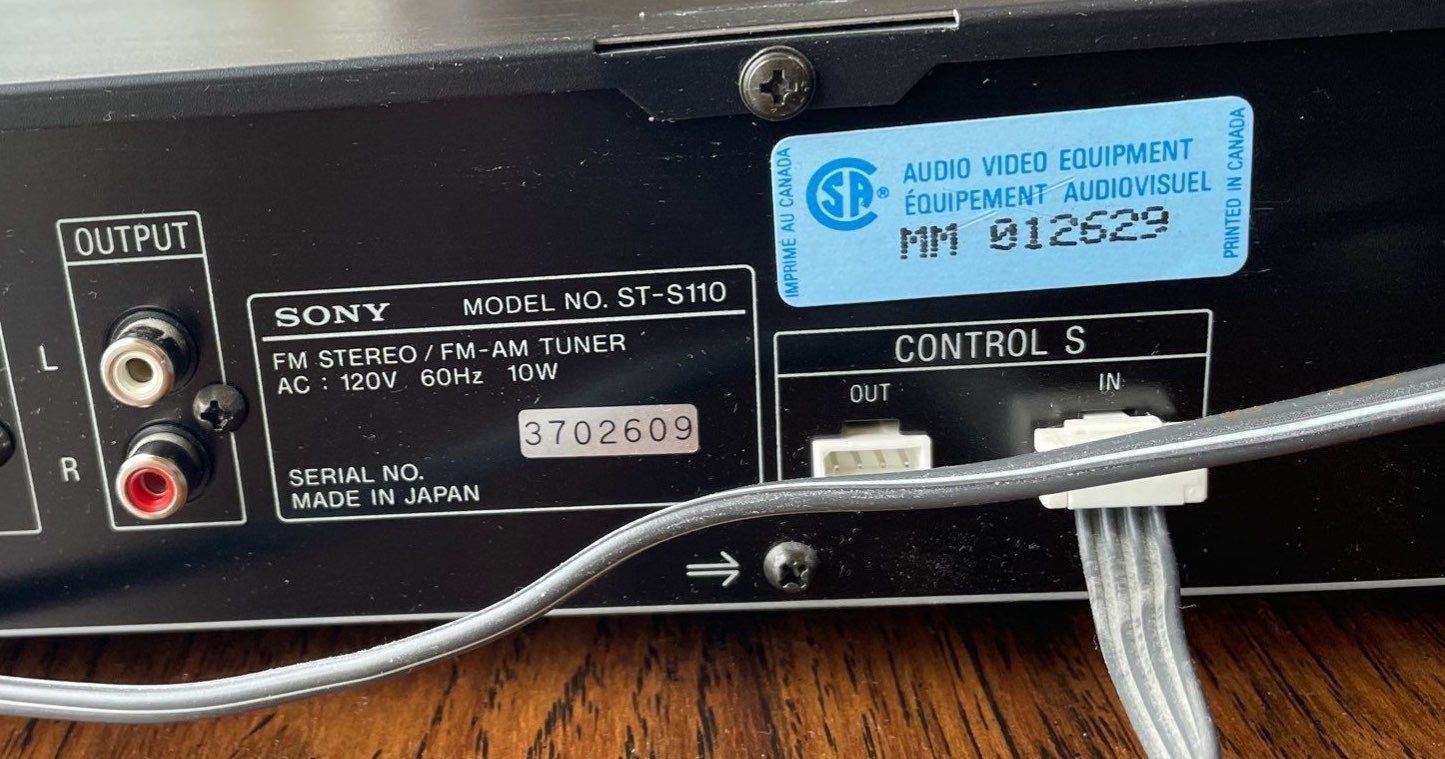 IMPRIMÉ AU CANADA
CSA®
AUDIO VIDEO EQUIPMENT
ÉQUIPEMENT AUDIOVISUEL
MM 012629
PRINTED IN CANADA
OUTPUT
L
R
SONY MODEL NO. ST-S110
FM STEREO / FM-AM TUNER
AC : 120V 60Hz 10W
3702609
SERIAL NO.
MADE IN JAPAN
CONTROL S
OUT IN